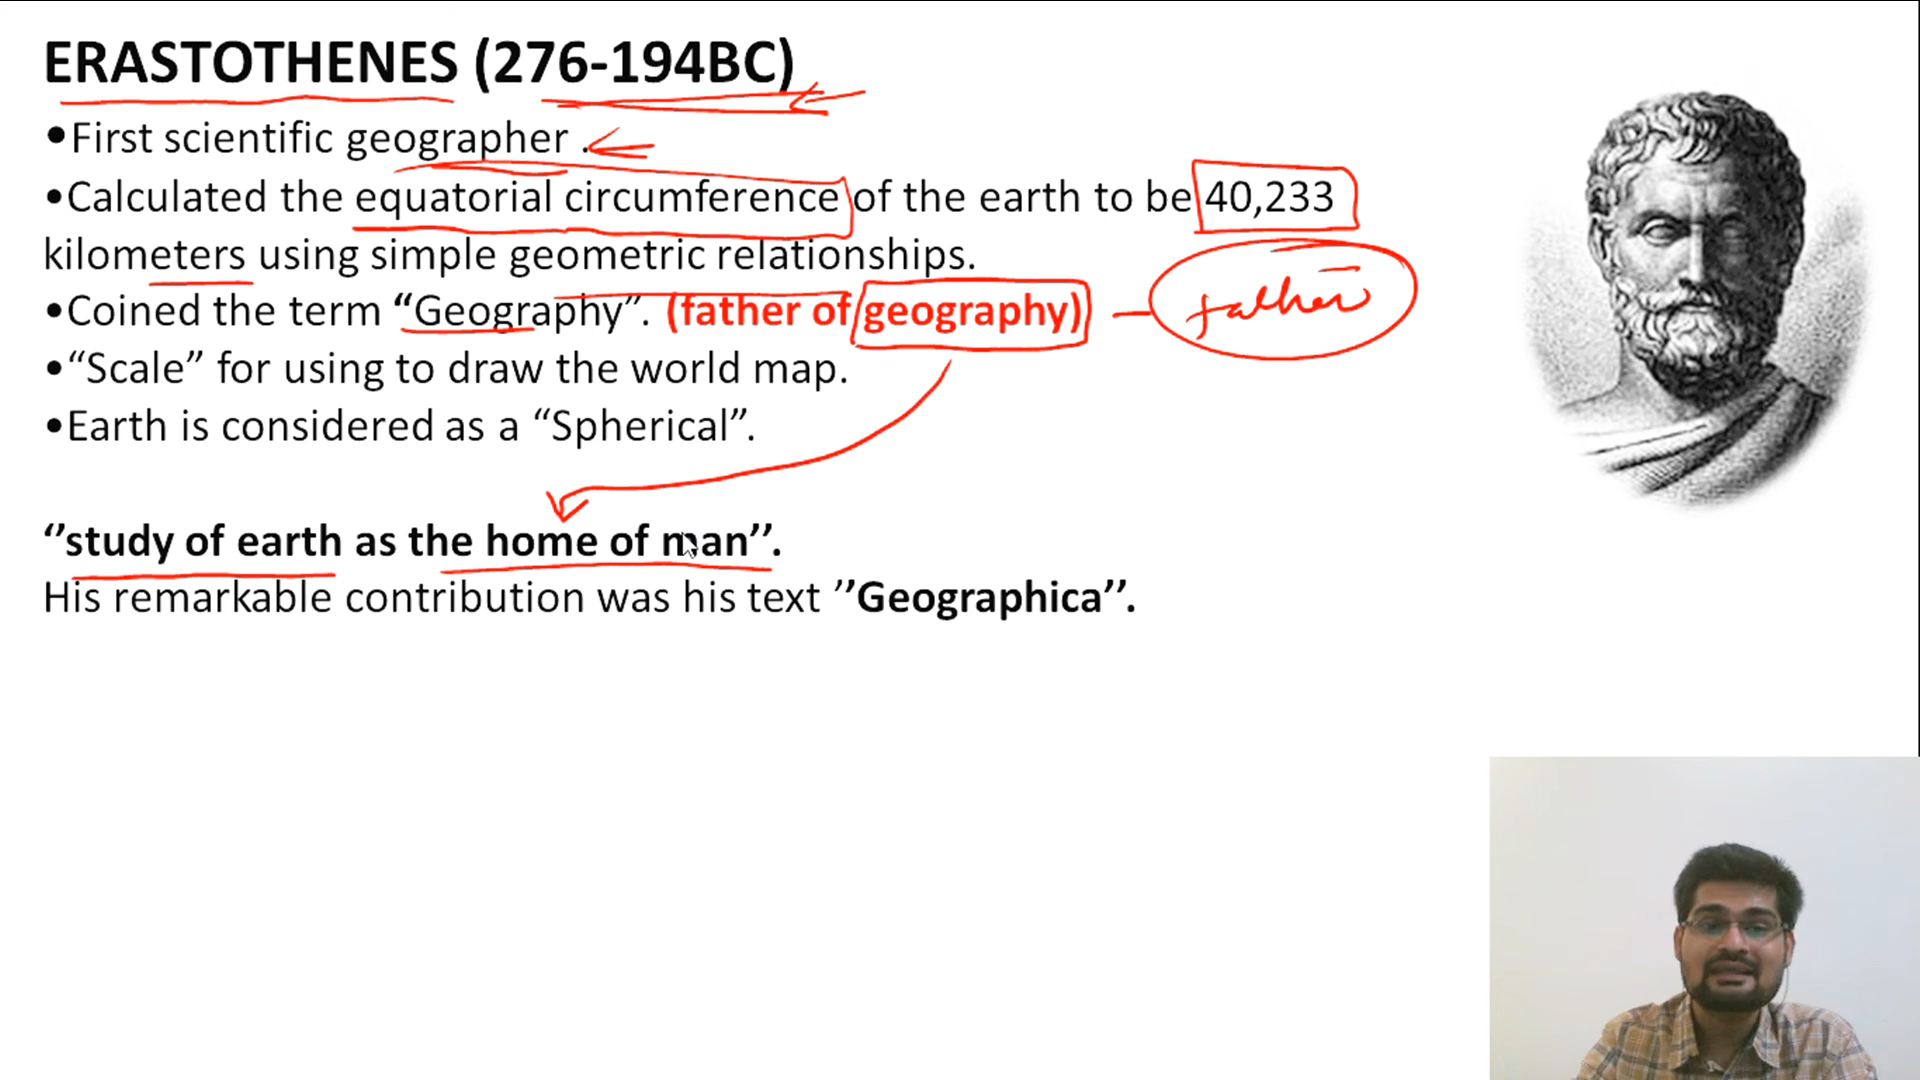 ERASTOTHENES (276-194BC)
•First scientific geographer .
•Calculated the equatorial circumference of the earth to be 40,233
kilometers using simple geometric relationships.
•Coined the term “Geography”. (father of geography) – father
•“Scale” for using to draw the world map.
•Earth is considered as a “Spherical”.
‘’study of earth as the home of man’’.
His remarkable contribution was his text ’’Geographica’’.